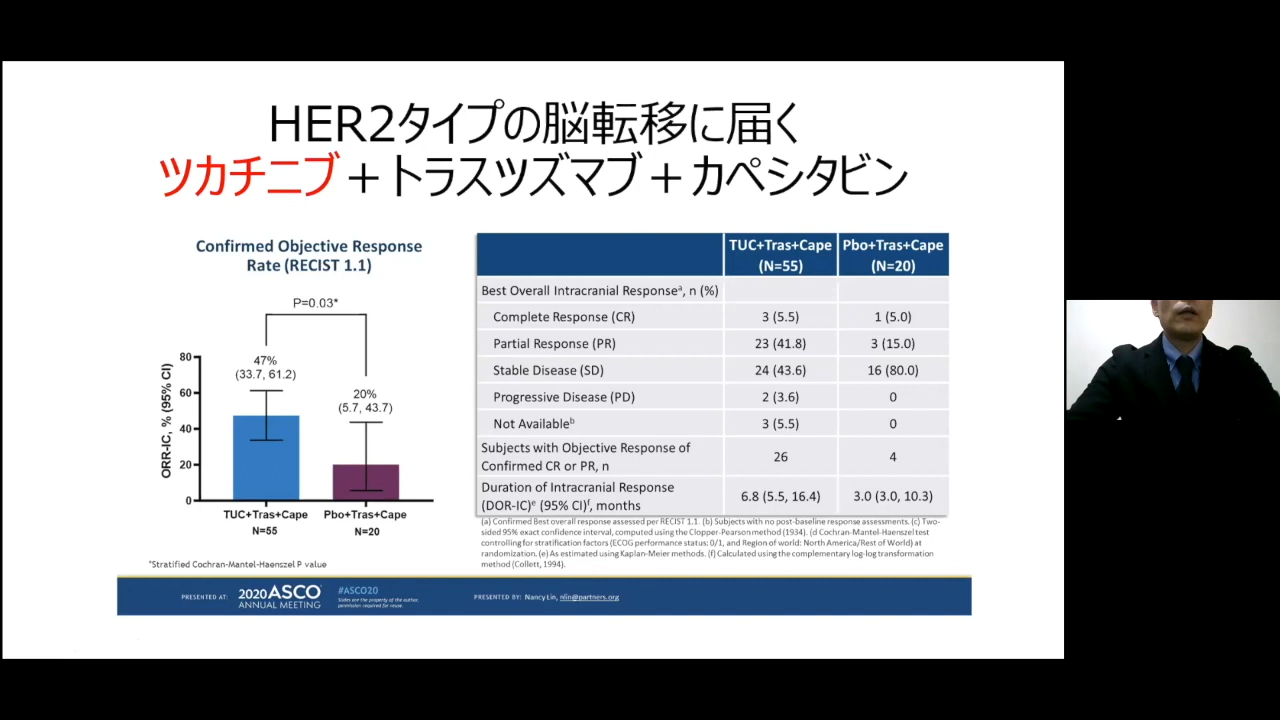 HER2タイプの脳転移に届く
ツカチニブ＋トラスツズマブ＋カペシタビン
Confirmed Objective Response
Rate (RECIST 1.1)
P=0.03*
ORR-IC, % (95% CI)
80
60
40
20
0
47%
(33.7, 61.2)
20%
(5.7, 43.7)
TUC+Tras+Cape
N=55
Pbo+Tras+Cape
N=20
*Stratified Cochran-Mantel-Haenszel P value
TUC+Tras+Cape (N=55) Pbo+Tras+Cape (N=20)
Best Overall Intracranial Responseᵃ, n (%)
Complete Response (CR) 3 (5.5) 1 (5.0)
Partial Response (PR) 23 (41.8) 3 (15.0)
Stable Disease (SD) 24 (43.6) 16 (80.0)
Progressive Disease (PD) 2 (3.6) 0
Not Availableᵇ 3 (5.5) 0
Subjects with Objective Response of
Confirmed CR or PR, n 26 4
Duration of Intracranial Response
(DOR-IC)ᵉ (95% CI)ᶠ, months 6.8 (5.5, 16.4) 3.0 (3.0, 10.3)
(a) Confirmed Best overall response assessed per RECIST 1.1. (b) Subjects with no post-baseline response assessments. (c) Two-
sided 95% exact confidence interval, computed using the Clopper-Pearson method (1934). (d Cochran-Mantel-Haenszel test
controlling for stratification factors (ECOG performance status: 0/1, and Region of world: North America/Rest of World) at
randomization. (e) As estimated using Kaplan-Meier methods. (f) Calculated using the complementary log-log transformation
method (Collett, 1994).
PRESENTED AT:
2020 ASCO
ANNUAL MEETING
#ASCO20
Slides are the property of the author,
permission required for reuse.
PRESENTED BY: Nancy Lin, nlin@partners.org